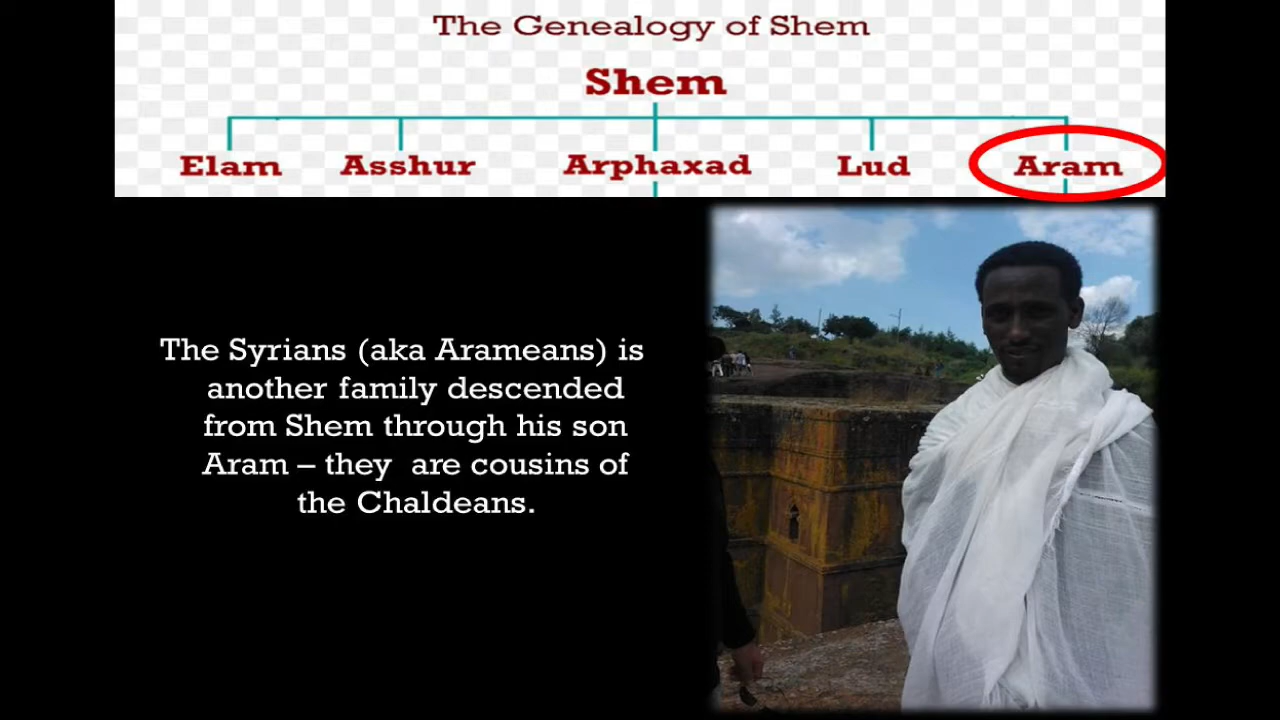 The Genealogy of Shem
Shem
Elam Asshur Arphaxad Lud Aram
The Syrians (aka Arameans) is
another family descended
from Shem through his son
Aram – they are cousins of
the Chaldeans.